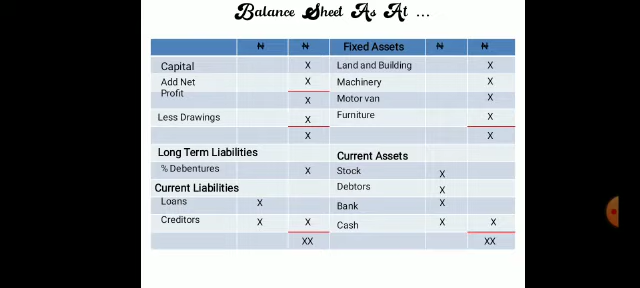 Balance Sheet As At ...
₦ ₦ Fixed Assets ₦ ₦
Capital X Land and Building X
Add Net Profit X Machinery X
X Motor van X
Less Drawings X Furniture X
X X
Long Term Liabilities Current Assets
% Debentures X Stock X
Current Liabilities Debtors X
Loans X Bank X
Creditors X X Cash X X
XX XX